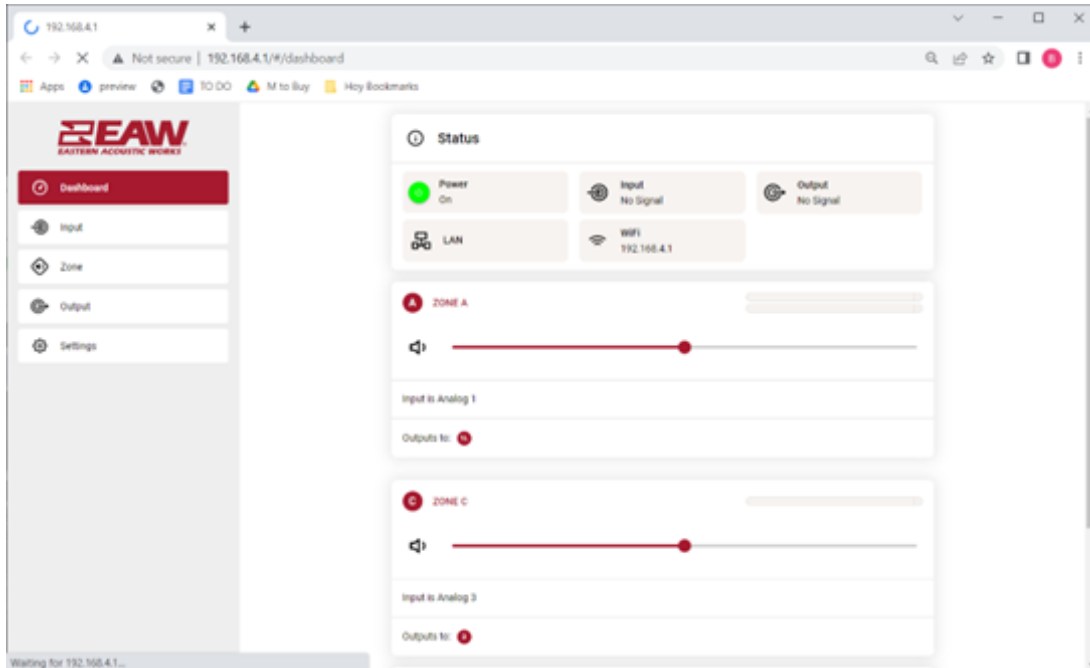 192.168.4.1
Not secure | 192.168.4.1/#/dashboard
Apps preview TO DO M to Buy Hoy Bookmarks
EAW
EASTERN ACOUSTIC WORKS
Dashboard
Input
Zone
Output
Settings
Status
Power
On
Input
No Signal
Output
No Signal
LAN
WiFi
192.168.4.1
A ZONE A
Input is Analog 1
Outputs to:
C ZONE C
Input is Analog 3
Outputs to:
Waiting for 192.168.4.1...